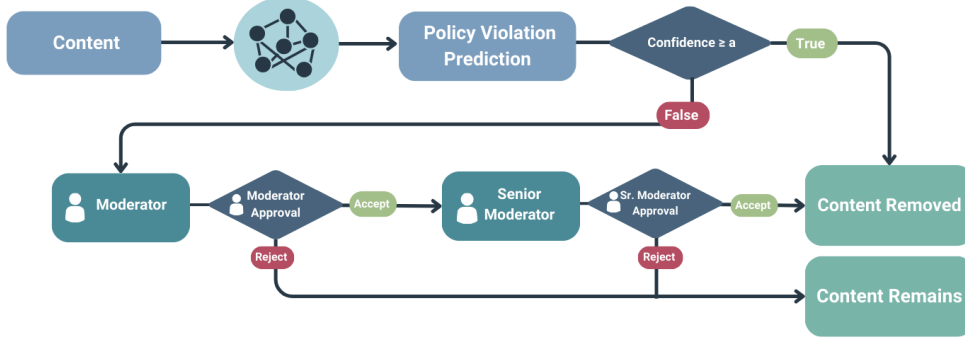 Content
Policy Violation
Prediction
Confidence ≥ a
True
False
Moderator
Moderator
Approval
Accept
Senior
Moderator
Sr. Moderator
Approval
Accept
Content Removed
Reject
Reject
Content Remains